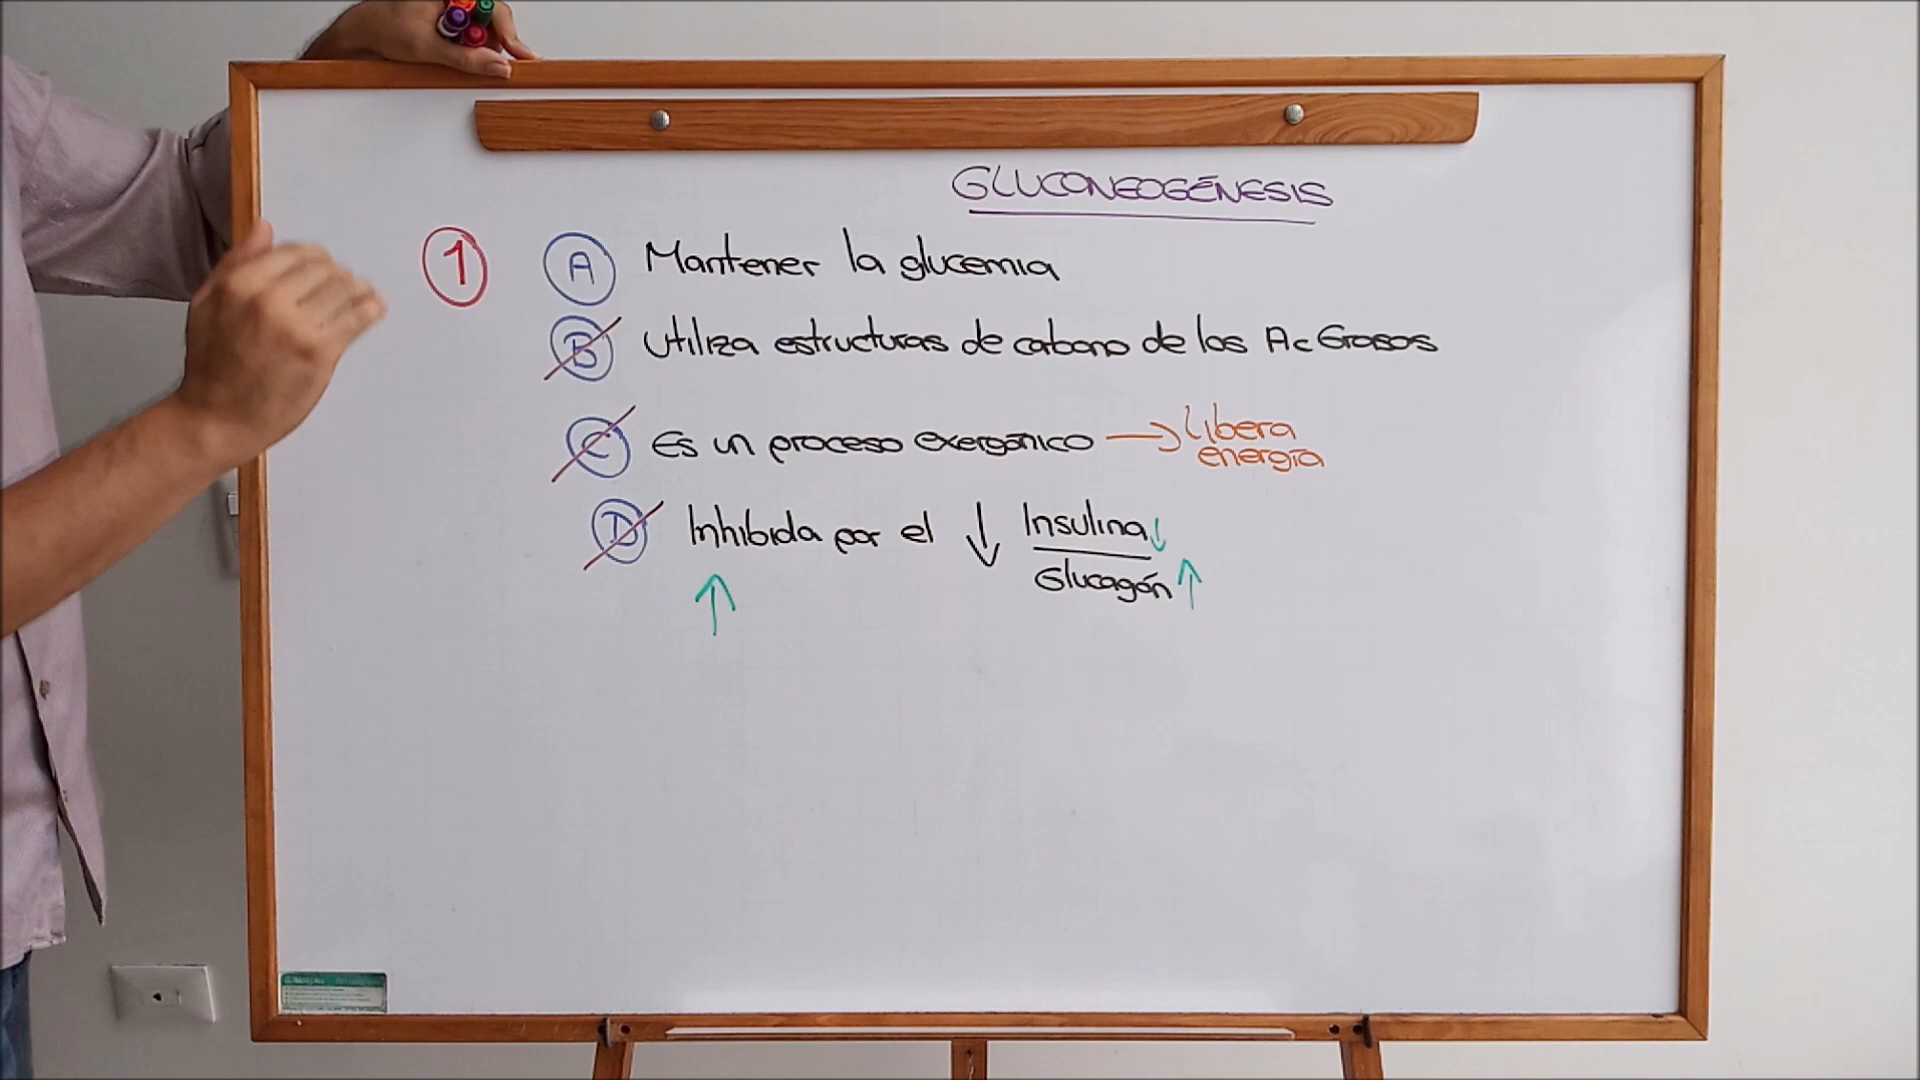 GLUCONEOGÉNESIS
1 A Mantener la glucemia
B Utiliza estructuras de carbono de los Ac Grasos
C Es un proceso exergónico → Libera energía
D Inhibida por el ↓ Insulina ↓
↑ Glucagón ↑